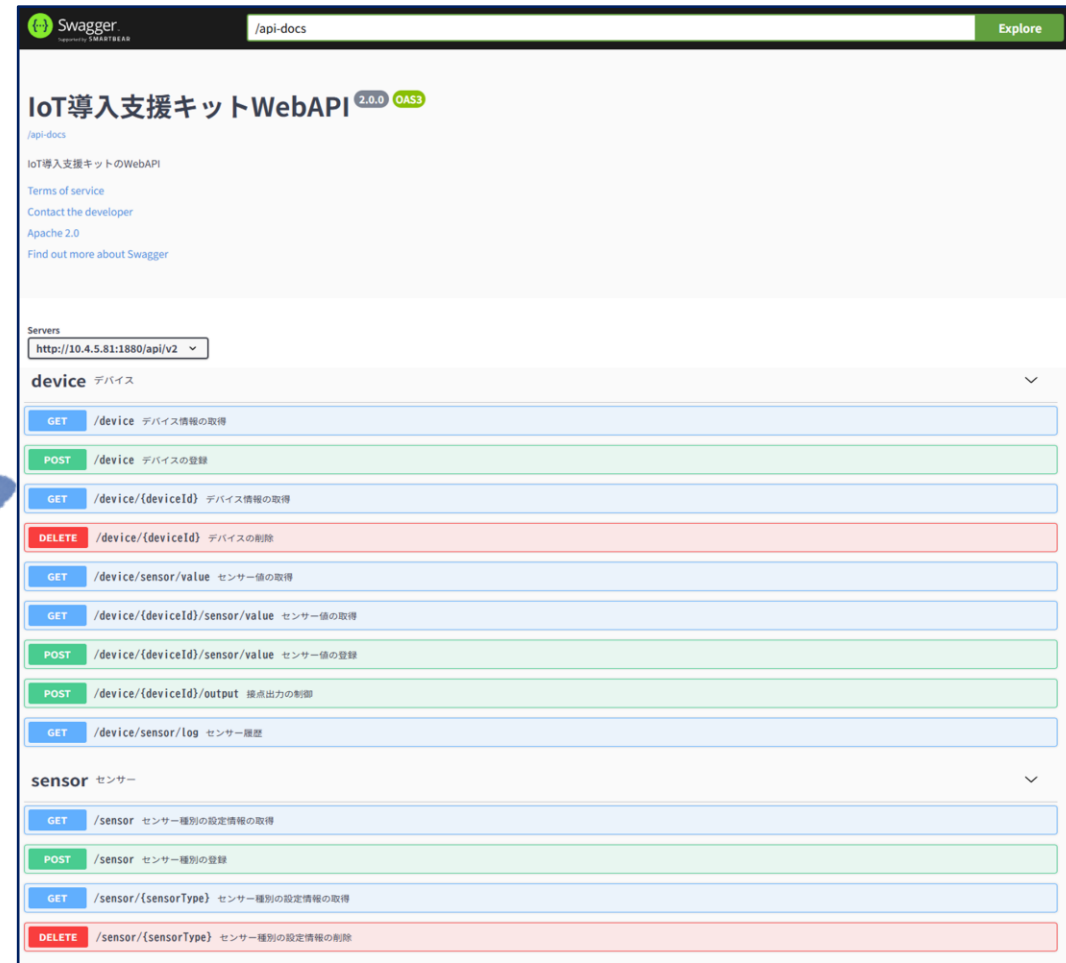 Swagger.
Supported by SMARTBEAR
/api-docs
Explore
IoT導入支援キットWebAPI 2.0.0 OAS3
/api-docs
IoT導入支援キットのWebAPI
Terms of service
Contact the developer
Apache 2.0
Find out more about Swagger
Servers
http://10.4.5.81:1880/api/v2
device デバイス
GET /device デバイス情報の取得
POST /device デバイスの登録
GET /device/{deviceId} デバイス情報の取得
DELETE /device/{deviceId} デバイスの削除
GET /device/sensor/value センサー値の取得
GET /device/{deviceId}/sensor/value センサー値の取得
POST /device/{deviceId}/sensor/value センサー値の登録
POST /device/{deviceId}/output 接点出力の制御
GET /device/sensor/log センサー履歴
sensor センサー
GET /sensor センサー種別の設定情報の取得
POST /sensor センサー種別の登録
GET /sensor/{sensorType} センサー種別の設定情報の取得
DELETE /sensor/{sensorType} センサー種別の設定情報の削除